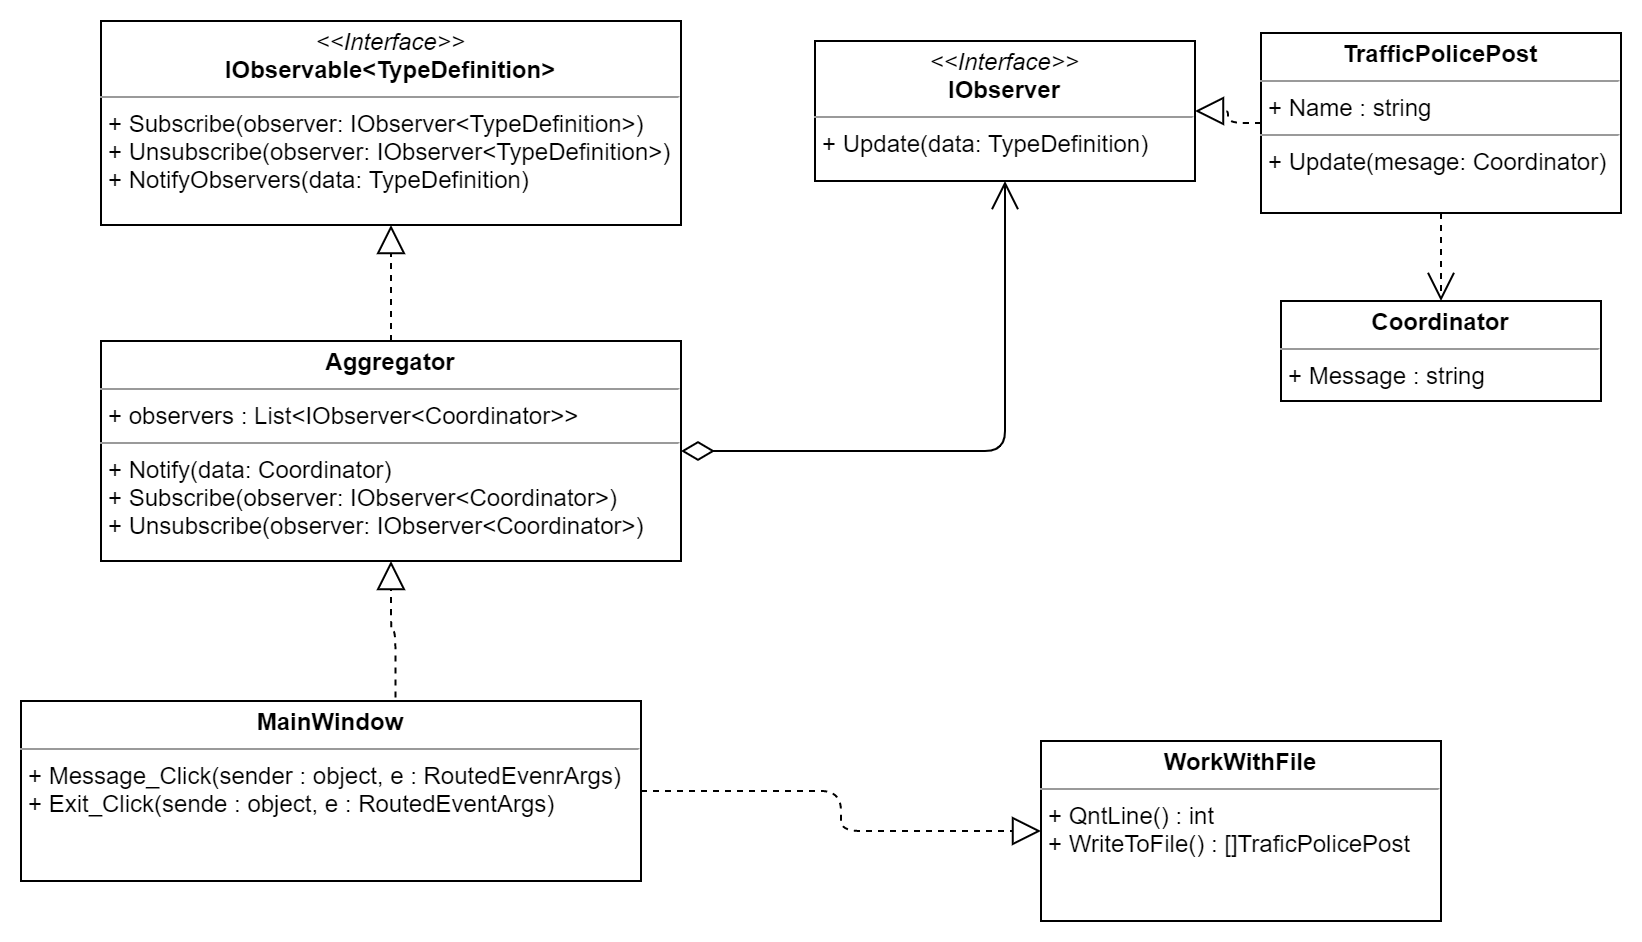 <<Interface>>
IObservable<TypeDefinition>
+ Subscribe(observer: IObserver<TypeDefinition>)
+ Unsubscribe(observer: IObserver<TypeDefinition>)
+ NotifyObservers(data: TypeDefinition)
<<Interface>>
IObserver
+ Update(data: TypeDefinition)
TrafficPolicePost
+ Name : string
+ Update(message: Coordinator)
Coordinator
+ Message : string
Aggregator
+ observers : List<IObserver<Coordinator>>
+ Notify(data: Coordinator)
+ Subscribe(observer: IObserver<Coordinator>)
+ Unsubscribe(observer: IObserver<Coordinator>)
MainWindow
+ Message_Click(sender : object, e : RoutedEvenrArgs)
+ Exit_Click(sende : object, e : RoutedEventArgs)
WorkWithFile
+ QntLine() : int
+ WriteToFile() : []TraficPolicePost